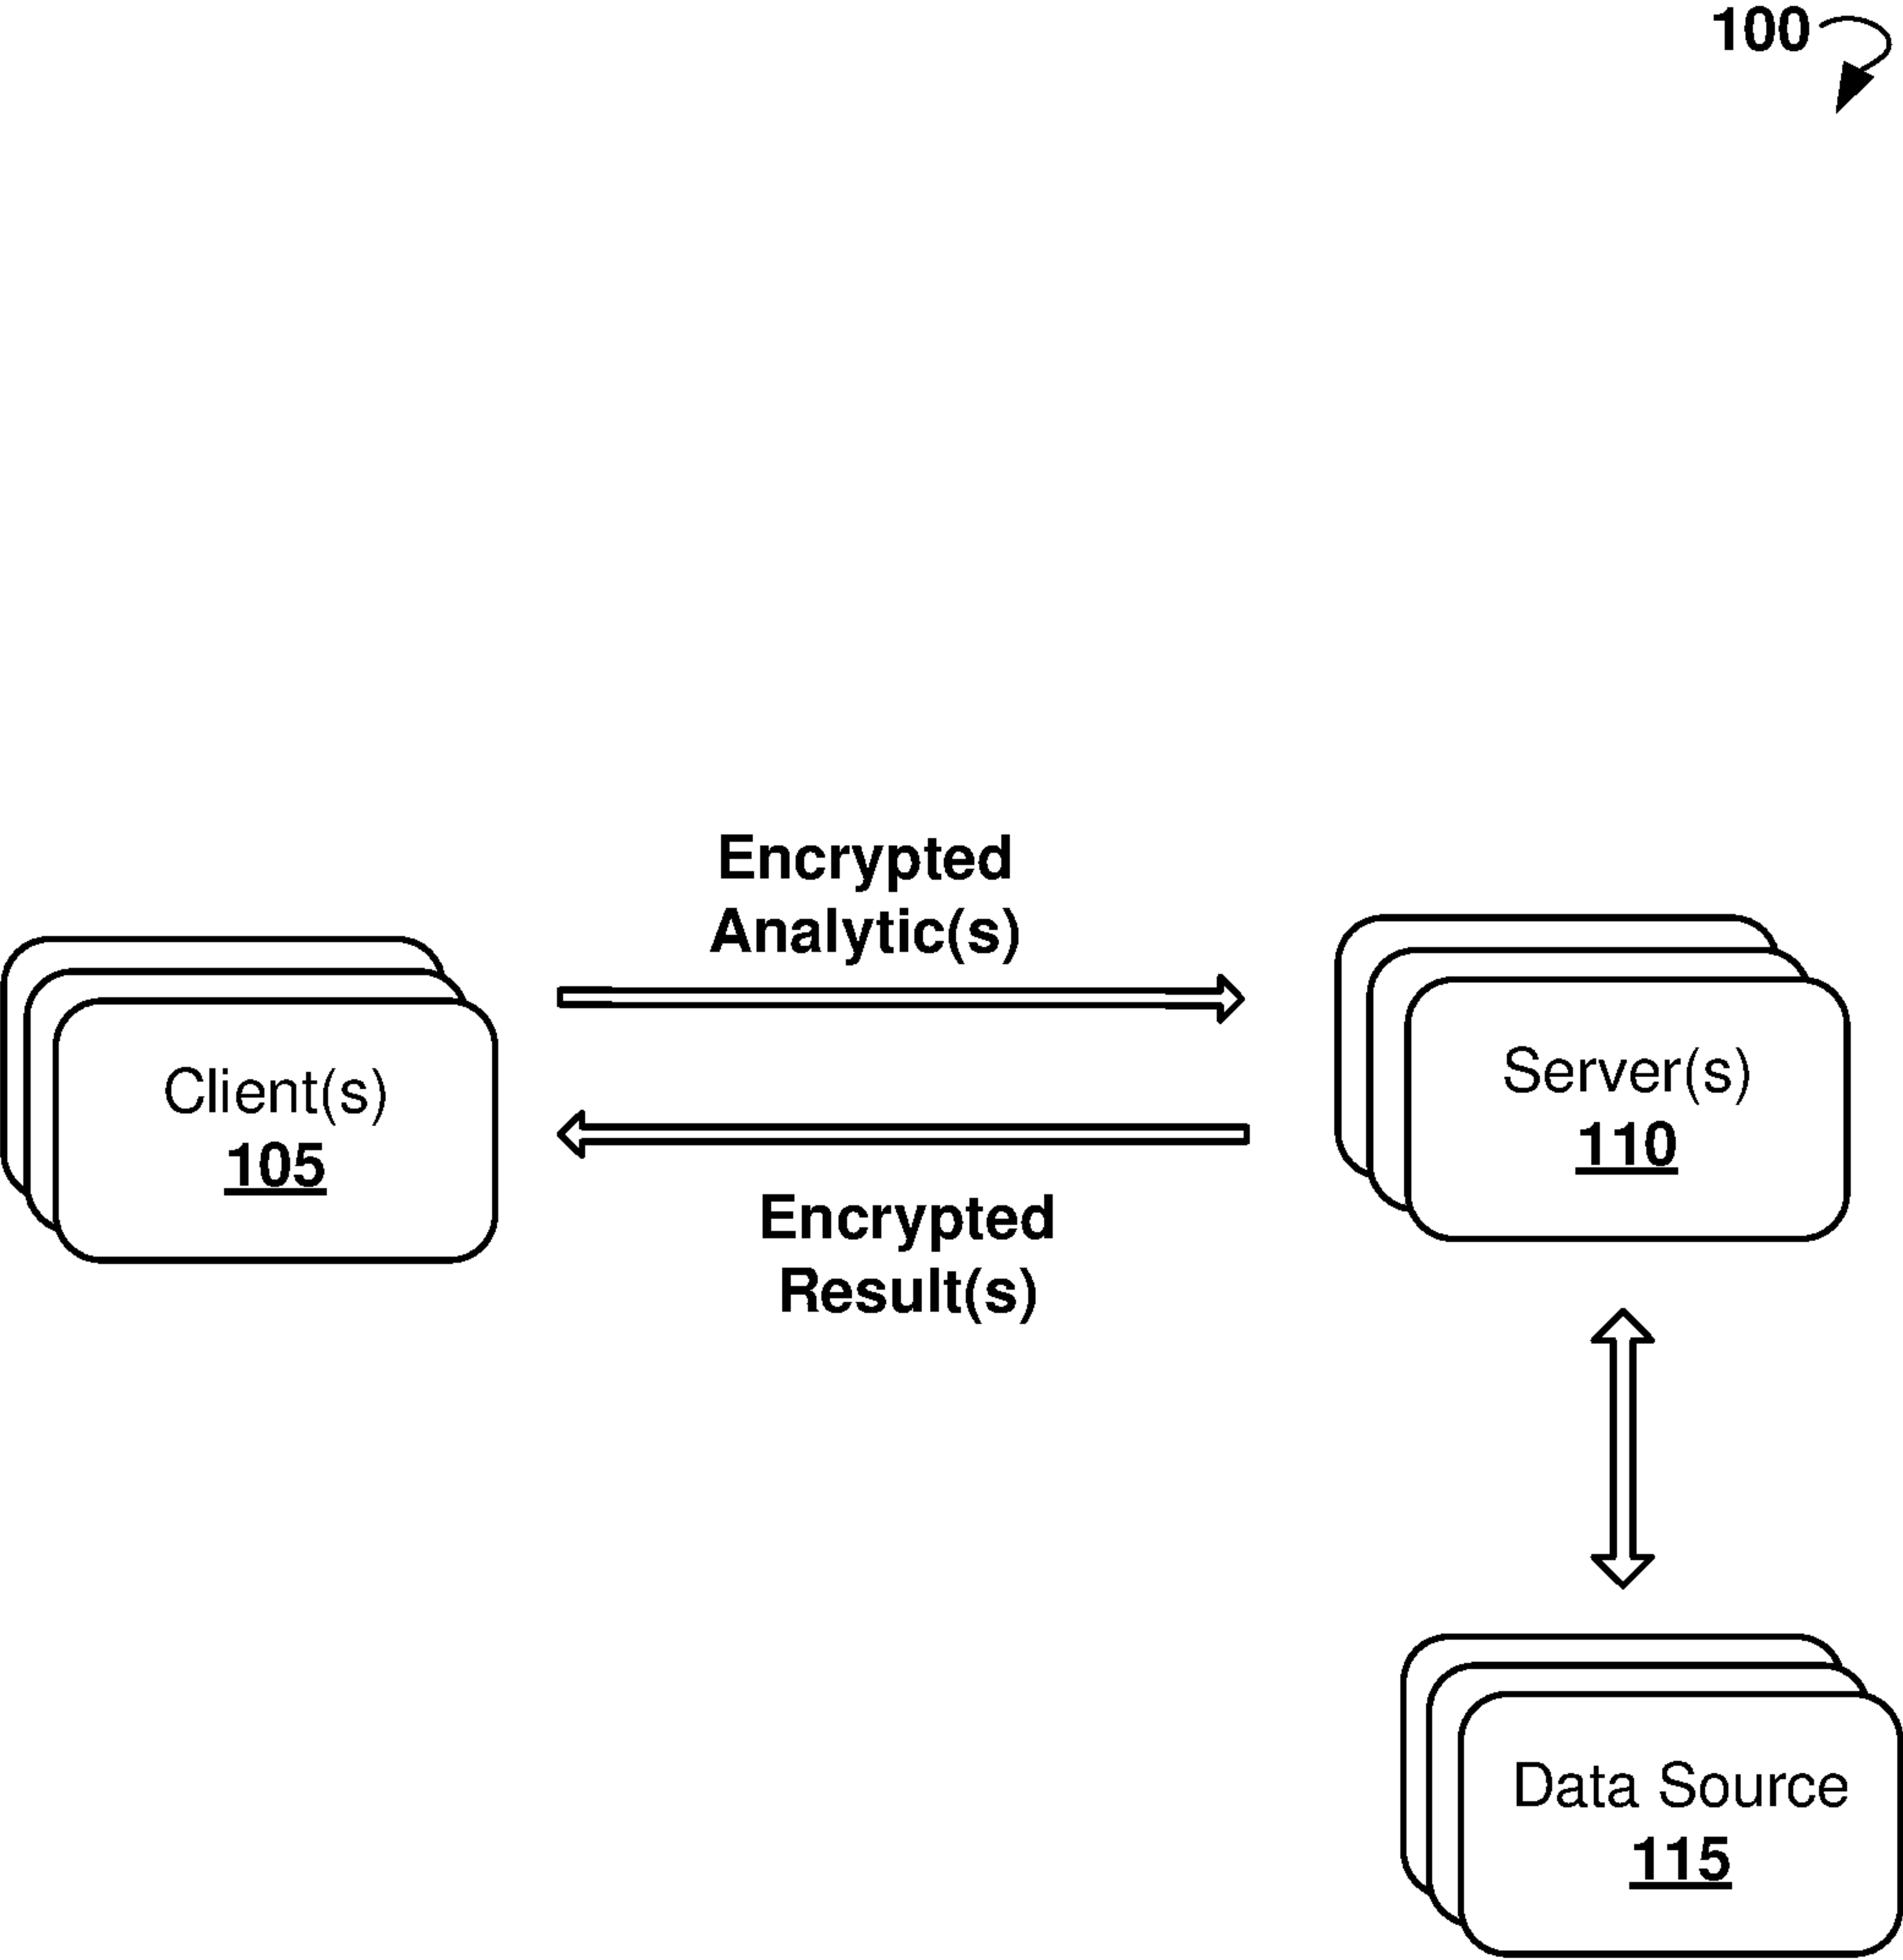 100
Encrypted
Analytic(s)
Client(s)
105
Server(s)
110
Encrypted
Result(s)
Data Source
115